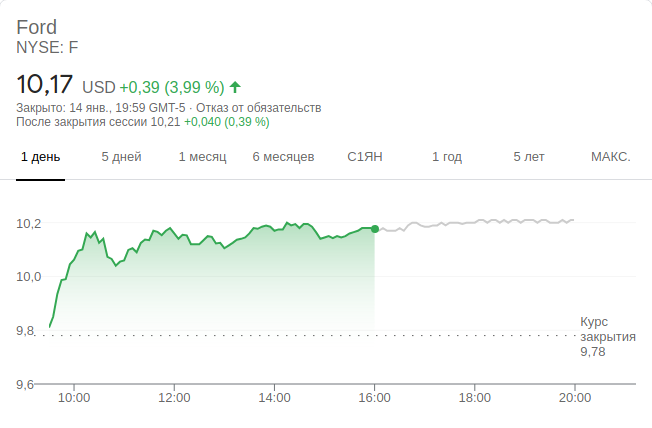 Ford
NYSE: F
10,17 USD +0,39 (3,99 %)
Закрыто: 14 янв., 19:59 GMT-5 · Отказ от обязательств
После закрытия сессии 10,21 +0,040 (0,39 %)
1 день 5 дней 1 месяц 6 месяцев С1ЯН 1 год 5 лет МАКС.
10,2
10,0
9,8
Курс
закрытия
9,78
9,6
10:00 12:00 14:00 16:00 18:00 20:00